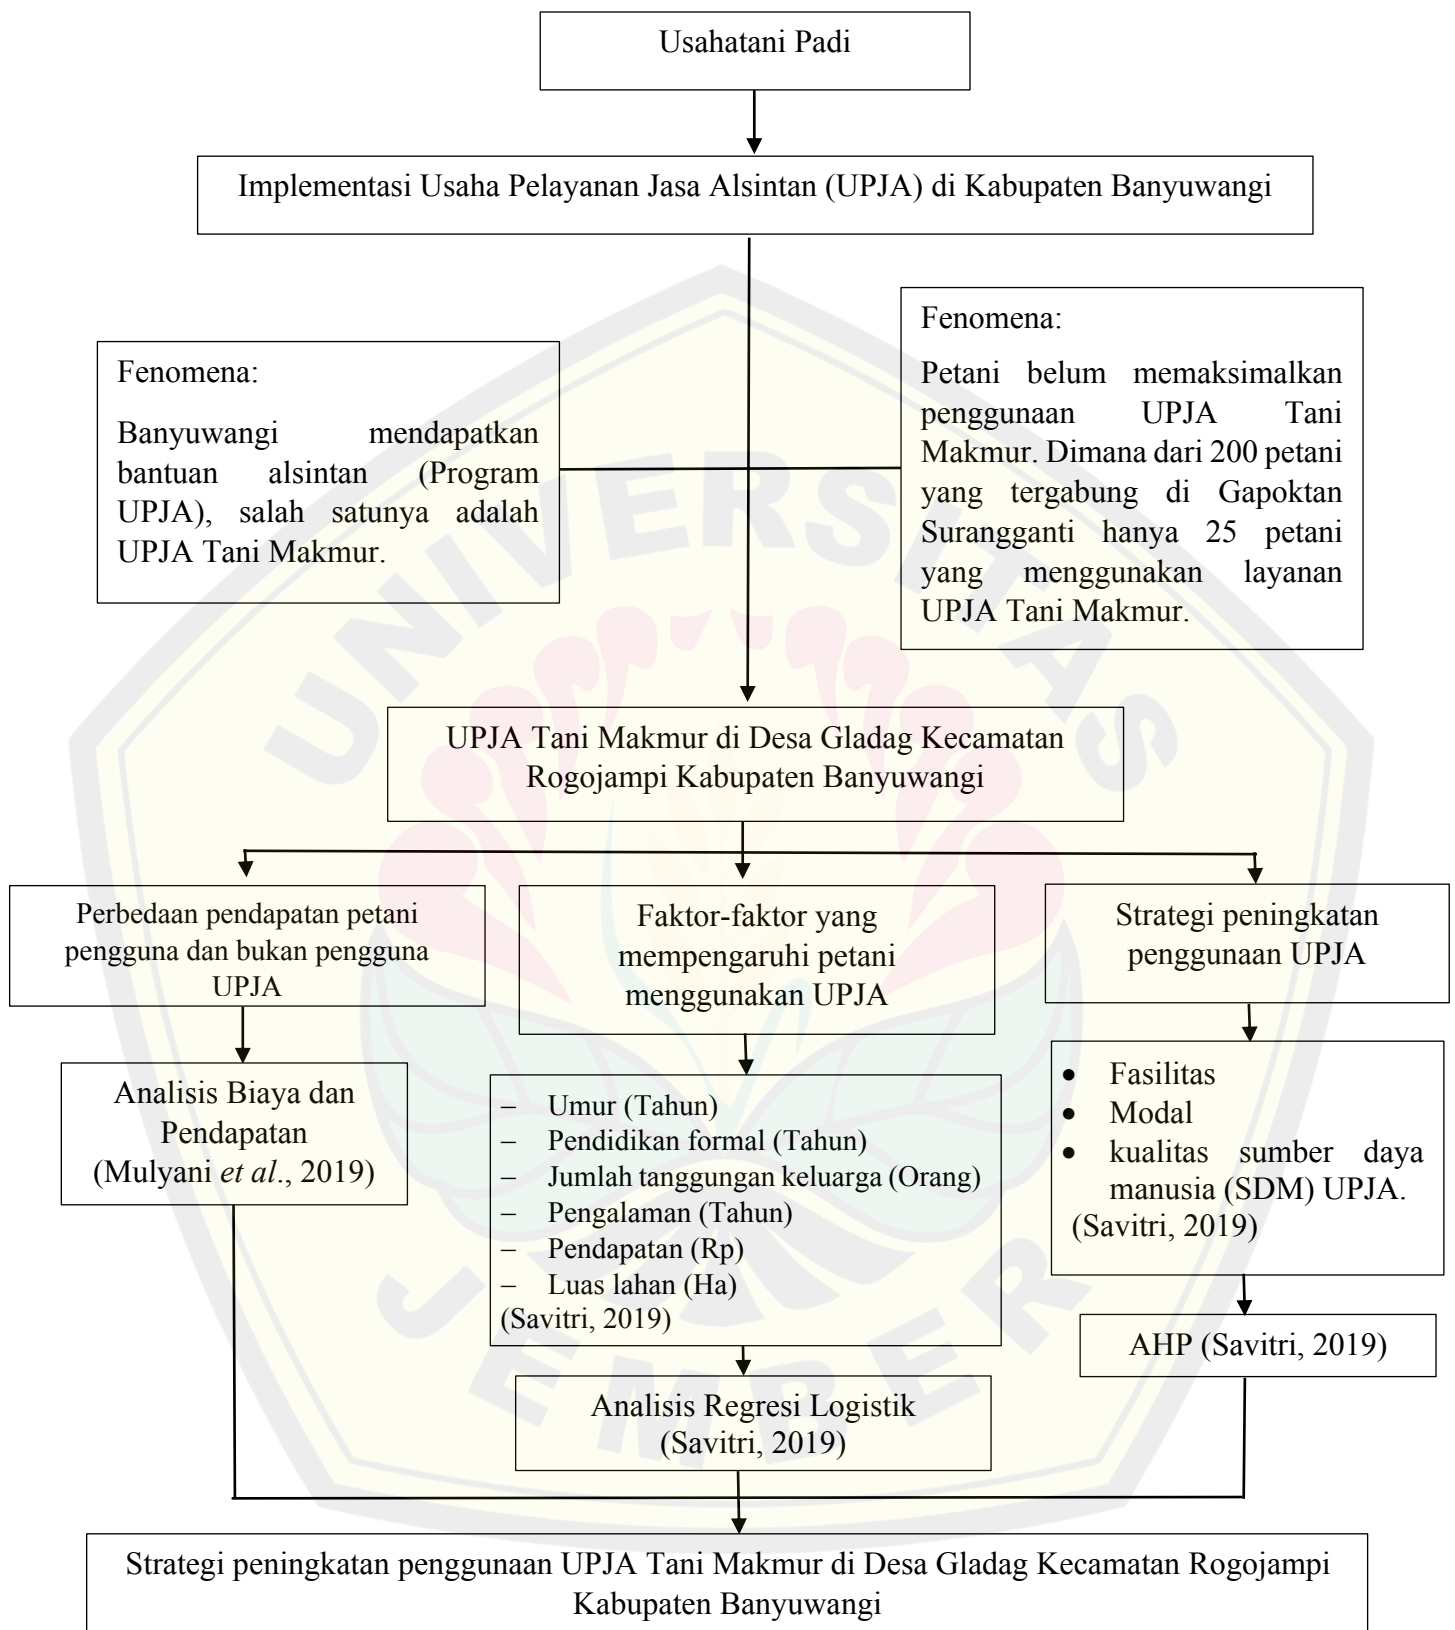 Usahatani Padi
Implementasi Usaha Pelayanan Jasa Alsintan (UPJA) di Kabupaten Banyuwangi
Fenomena:
Banyuwangi mendapatkan
bantuan alsintan (Program
UPJA), salah satunya adalah
UPJA Tani Makmur.
Fenomena:
Petani belum memaksimalkan
penggunaan UPJA Tani
Makmur. Dimana dari 200 petani
yang tergabung di Gapoktan
Surangganti hanya 25 petani
yang menggunakan layanan
UPJA Tani Makmur.
UPJA Tani Makmur di Desa Gladag Kecamatan
Rogojampi Kabupaten Banyuwangi
Perbedaan pendapatan petani
pengguna dan bukan pengguna
UPJA
Faktor-faktor yang
mempengaruhi petani
menggunakan UPJA
Strategi peningkatan
penggunaan UPJA
Analisis Biaya dan
Pendapatan
(Mulyani et al., 2019)
– Umur (Tahun)
– Pendidikan formal (Tahun)
– Jumlah tanggungan keluarga (Orang)
– Pengalaman (Tahun)
– Pendapatan (Rp)
– Luas lahan (Ha)
(Savitri, 2019)
• Fasilitas
• Modal
• kualitas sumber daya
manusia (SDM) UPJA.
(Savitri, 2019)
AHP (Savitri, 2019)
Analisis Regresi Logistik
(Savitri, 2019)
Strategi peningkatan penggunaan UPJA Tani Makmur di Desa Gladag Kecamatan Rogojampi
Kabupaten Banyuwangi
UNIVERSITAS
JEMBER